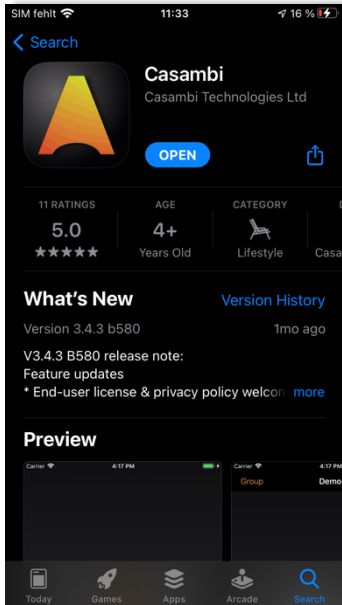 SIM fehlt 11:33 16 %
Search
Casambi
Casambi Technologies Ltd
OPEN
11 RATINGS AGE CATEGORY
5.0 4+
Years Old Lifestyle Casa
What's New Version History
Version 3.4.3 b580 1mo ago
V3.4.3 B580 release note:
Feature updates
* End-user license & privacy policy welcom more
Preview
Carrier 4:17 PM Carrier 4:17 PM
Group Demo
Today Games Apps Arcade Search